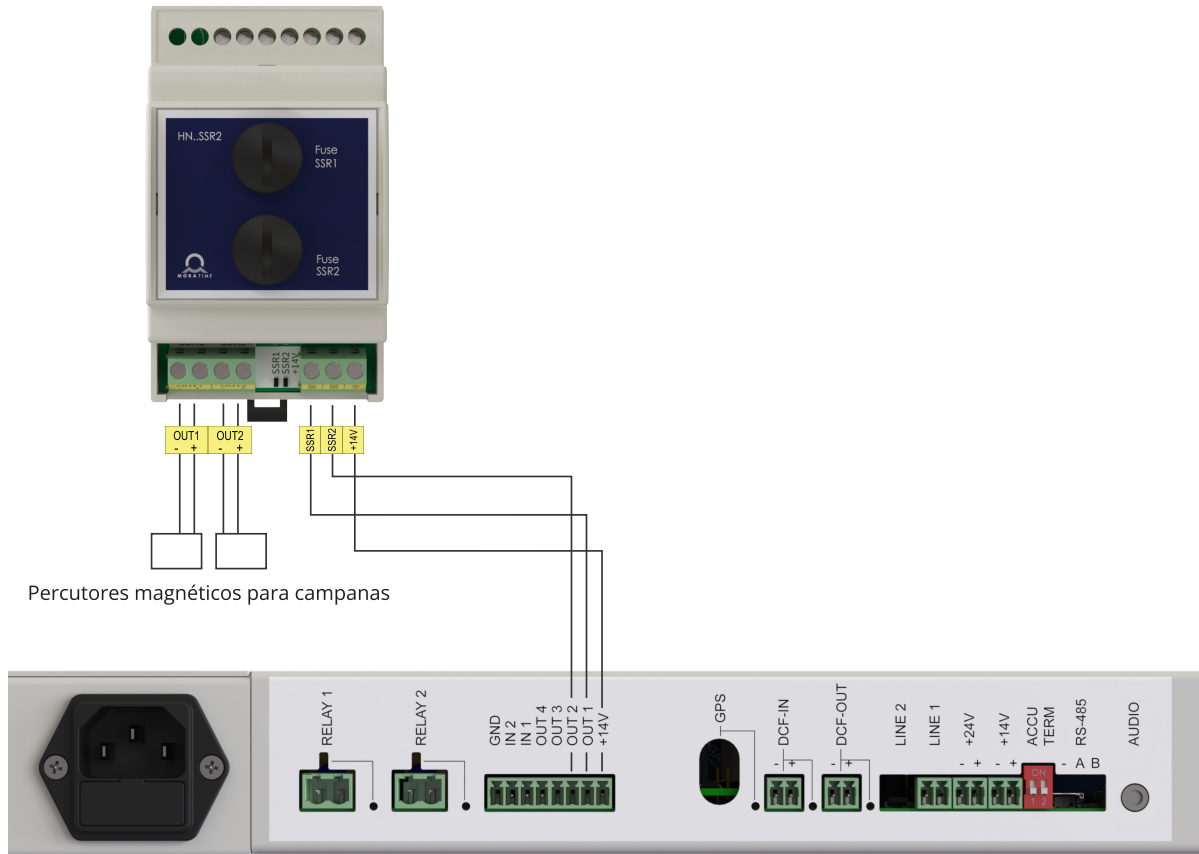 HN..SSR2
Fuse
SSR1
Fuse
SSR2
MOBATIME
SSR1
SSR2
+14V
OUT1
- +
OUT2
- +
SSR1
SSR2
+14V
Percutores magnéticos para campanas
RELAY 1
RELAY 2
GND
IN 2
IN 1
OUT 4
OUT 3
OUT 2
OUT 1
+14V
GPS
DCF-IN
- +
DCF-OUT
- +
LINE 2
LINE 1
+24V
- +
+14V
- +
ACCU
TERM
ON
1 2
RS-485
- A B
AUDIO